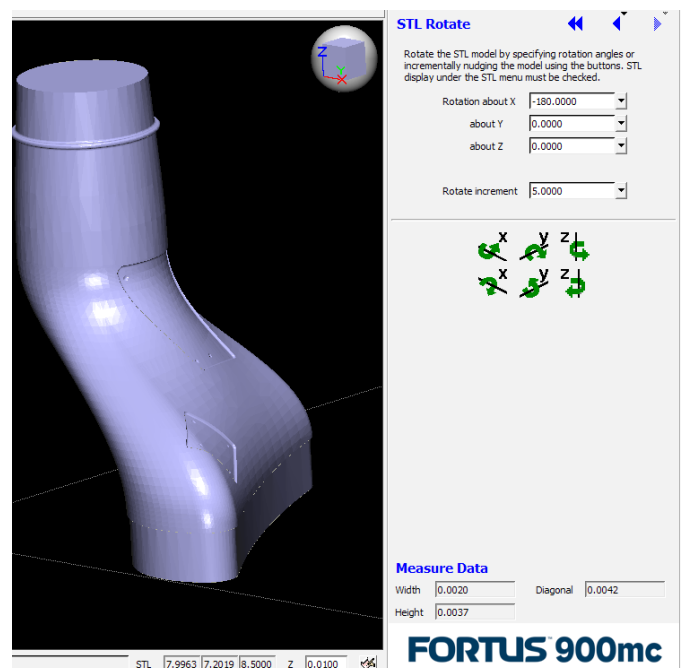 STL Rotate
Rotate the STL model by specifying rotation angles or
incrementally nudging the model using the buttons. STL
display under the STL menu must be checked.
Rotation about X -180.0000
about Y 0.0000
about Z 0.0000
Rotate increment 5.0000
x y z
x y z
Z
Y
X
Measure Data
Width 0.0020 Diagonal 0.0042
Height 0.0037
FORTUS 900mc
STL 7.9963 7.2019 8.5000 Z 0.0100